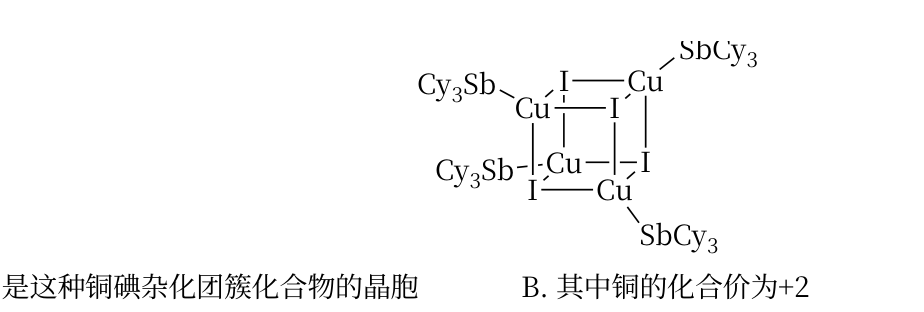 SbCy₃
Cy₃Sb I Cu
Cu I
Cy₃Sb Cu I
I Cu
SbCy₃
是这种铜碘杂化团簇化合物的晶胞 B. 其中铜的化合价为+2